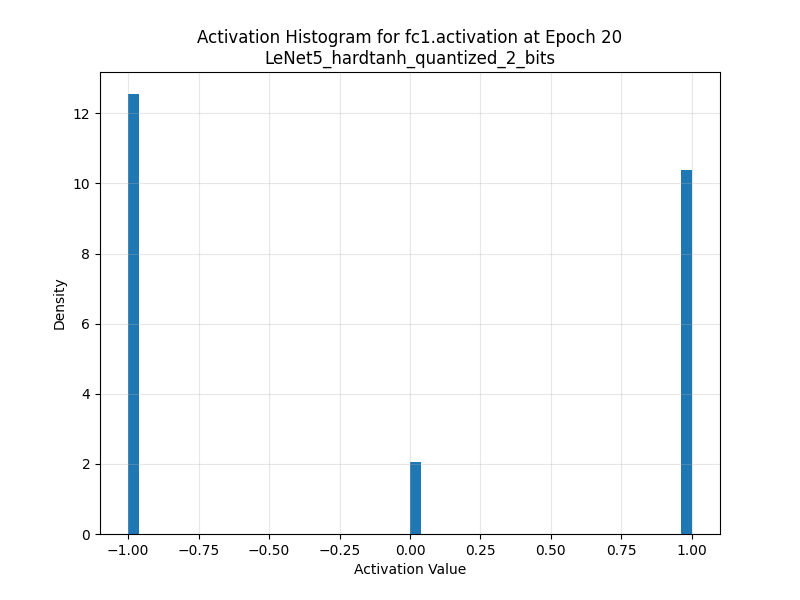 Activation Histogram for fc1.activation at Epoch 20
LeNet5_hardtanh_quantized_2_bits
Density
12
10
8
6
4
2
0
−1.00 −0.75 −0.50 −0.25 0.00 0.25 0.50 0.75 1.00
Activation Value